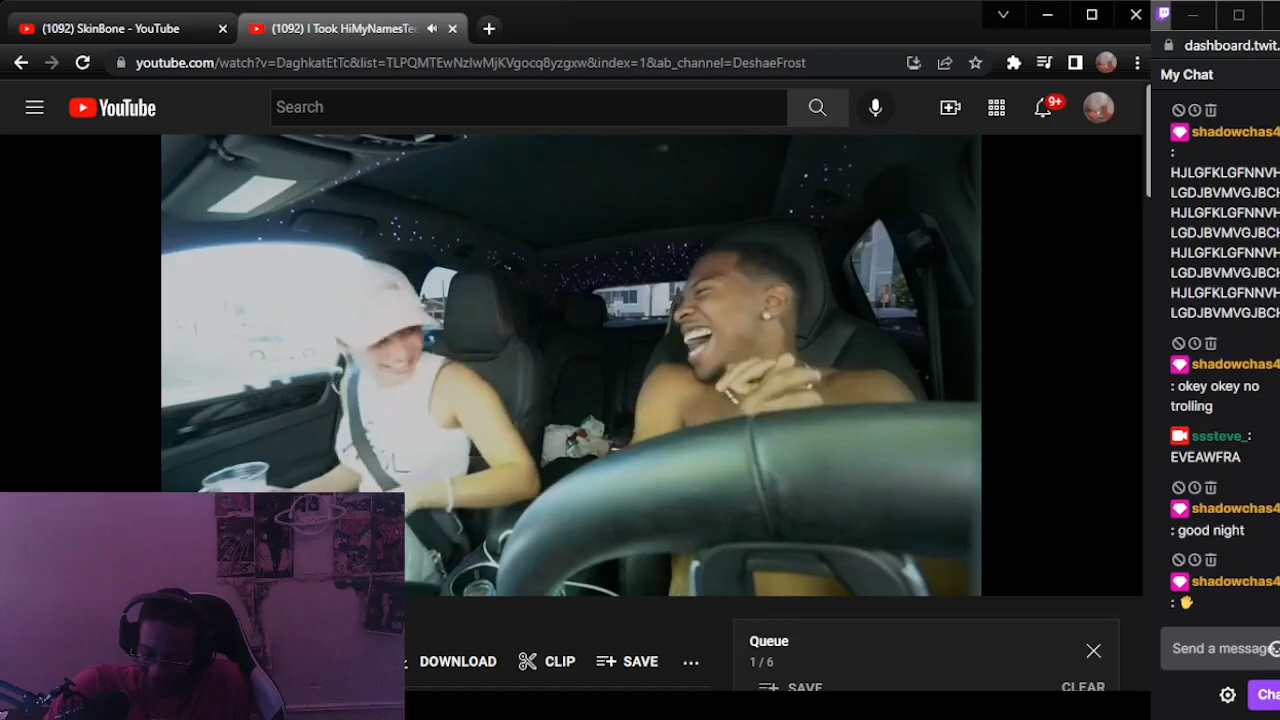 (1092) SkinBone - YouTube
(1092) I Took HiMyNamesTe
youtube.com/watch?v=DaghkatEtTc&list=TLPQMTEwNzIwMjKVgocq8yzgxw&index=1&ab_channel=DeshaeFrost
dashboard.twit
My Chat
YouTube
Search
9+
shadowchas4
:
HJLGFKLGFNNVH
LGDJBVMVGJBCH
HJLGFKLGFNNVH
LGDJBVMVGJBCH
HJLGFKLGFNNVH
LGDJBVMVGJBCH
HJLGFKLGFNNVH
LGDJBVMVGJBCH
shadowchas4
: okey okey no
trolling
ssteve_:
EVEAWFRA
shadowchas4
: good night
shadowchas4
:
Send a message
Cha
DOWNLOAD
CLIP
SAVE
Queue
1 / 6
SAVE
CLEAR